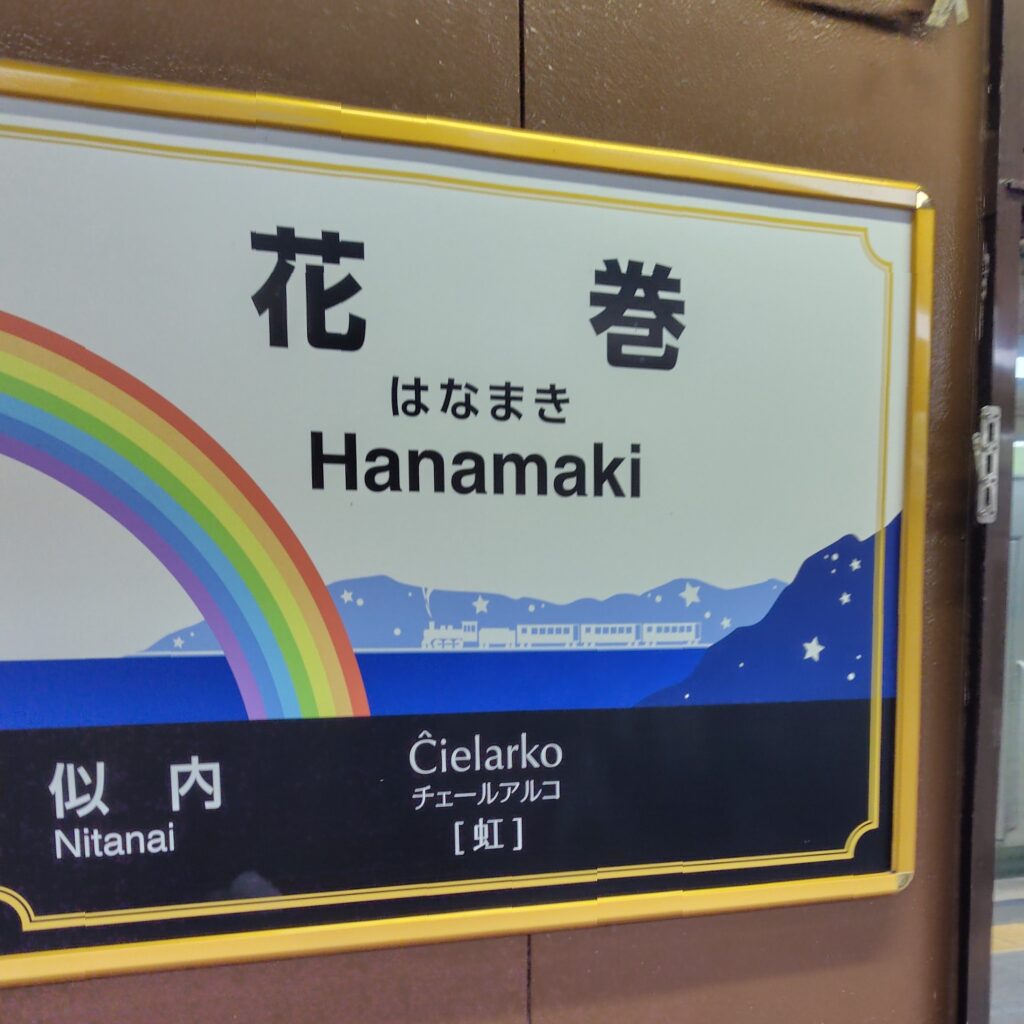 花 巻
はなまき
Hanamaki
似 内
Nitanai
Ĉielarko
チェールアルコ
[虹]